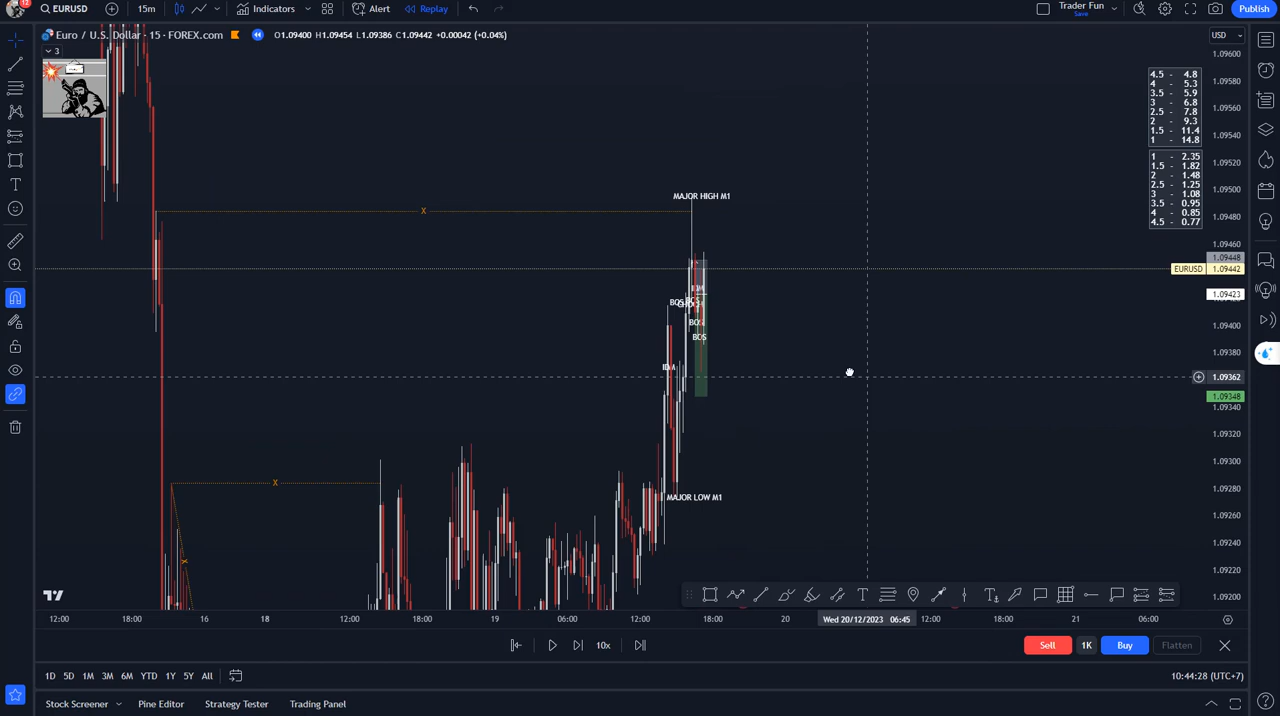 12
EURUSD
15m
Indicators
Alert
Replay
Trader Fun
Save
Publish
Euro / U.S. Dollar · 15 · FOREX.com
O1.09400 H1.09454 L1.09386 C1.09442 +0.00042 (+0.04%)
3
USD
1.09600
1.09580
1.09560
1.09540
1.09520
1.09500
1.09480
1.09460
1.09448
EURUSD 1.09442
1.09423
1.09400
1.09380
1.09362
1.09348
1.09340
1.09320
1.09300
1.09280
1.09260
1.09240
1.09220
1.09200
4.5 - 4.8
4 - 5.3
3.5 - 5.9
3 - 6.8
2.5 - 7.8
2 - 9.3
1.5 - 11.4
1 - 14.8
1 - 2.35
1.5 - 1.82
2 - 1.48
2.5 - 1.25
3 - 1.08
3.5 - 0.95
4 - 0.85
4.5 - 0.77
MAJOR HIGH M1
X
IDM
BOS
BOS
BOS
IDM
X
MAJOR LOW M1
12:00
18:00
16
18
12:00
18:00
19
06:00
12:00
18:00
20
Wed 20/12/2023 06:45
12:00
18:00
21
06:00
10x
Sell
1K
Buy
Flatten
1D 5D 1M 3M 6M YTD 1Y 5Y All
10:44:28 (UTC+7)
Stock Screener
Pine Editor
Strategy Tester
Trading Panel